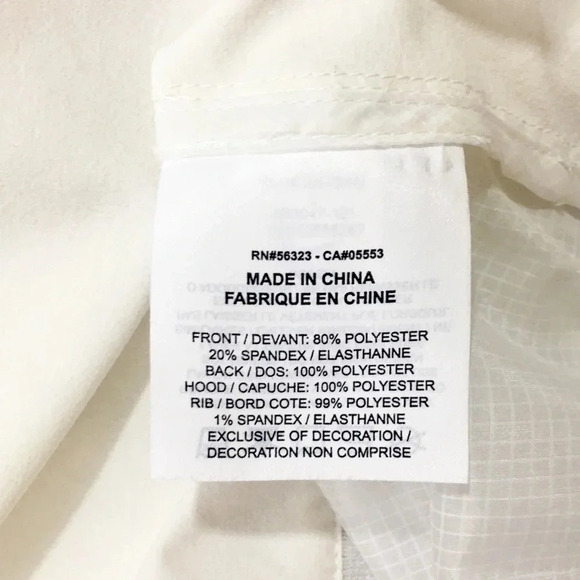 RN#56323 - CA#05553
MADE IN CHINA
FABRIQUE EN CHINE
FRONT / DEVANT: 80% POLYESTER
20% SPANDEX / ELASTHANNE
BACK / DOS: 100% POLYESTER
HOOD / CAPUCHE: 100% POLYESTER
RIB / BORD COTE: 99% POLYESTER
1% SPANDEX / ELASTHANNE
EXCLUSIVE OF DECORATION /
DECORATION NON COMPRISE